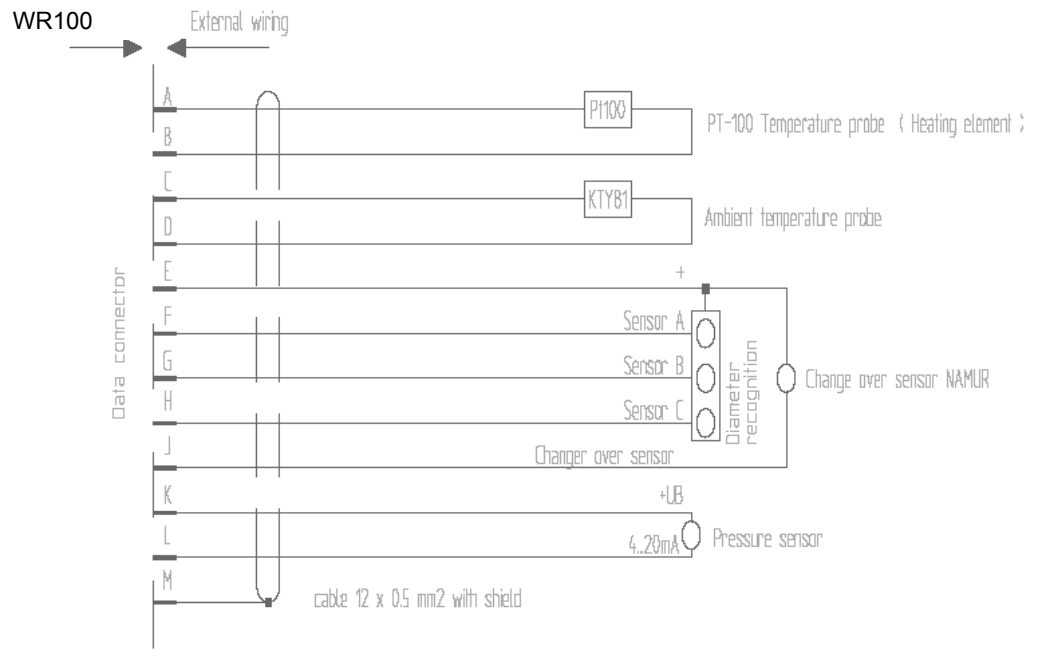 WR100
External wiring
A
Pt100
PT-100 Temperature probe ( Heating element )
B
C
KTY81
Ambient temperature probe
D
E
+
F
Sensor A
G
Sensor B
H
Sensor C
Diameter
recognition
Change over sensor NAMUR
Data connector
J
Changer over sensor
K
+UB
L
4..20mA
Pressure sensor
M
cable 12 x 0.5 mm2 with shield